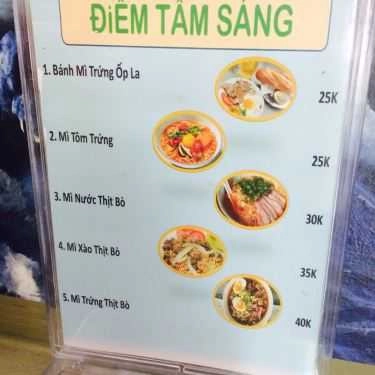 ĐiỂM TÂM SÁNG
1. Bánh Mì Trứng Ốp La
25K
2. Mì Tôm Trứng
25K
3. Mì Nước Thịt Bò
30K
4. Mì Xào Thịt Bò
35K
5. Mì Trứng Thịt Bò
40K